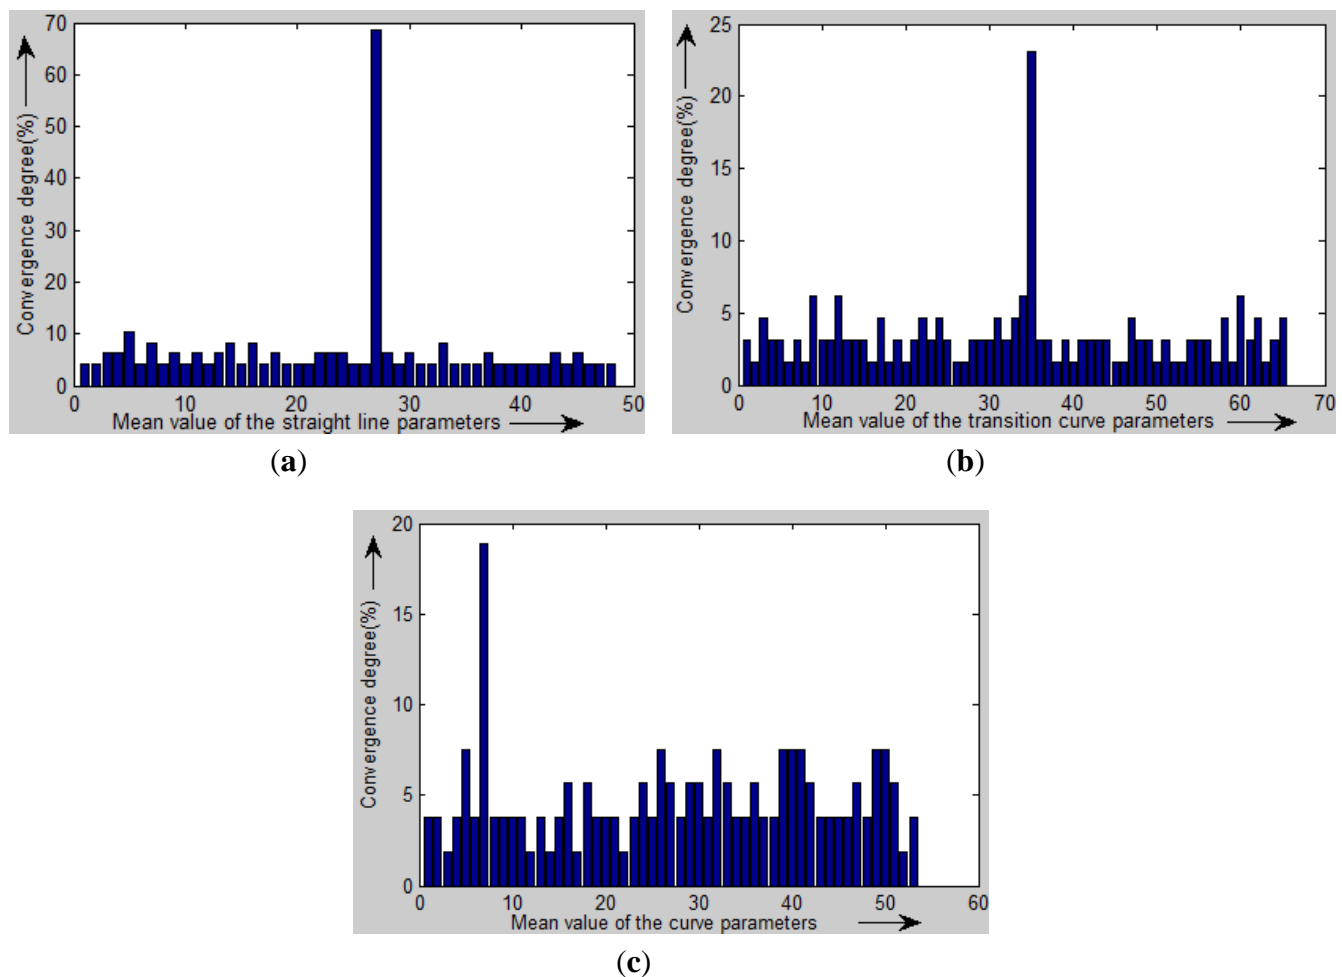 Convergence degree(%)
70
60
50
40
30
20
10
0
0 10 20 30 40 50
Mean value of the straight line parameters
(a)
Convergence degree(%)
25
20
15
10
5
0
0 10 20 30 40 50 60 70
Mean value of the transition curve parameters
(b)
Convergence degree(%)
20
15
10
5
0
0 10 20 30 40 50 60
Mean value of the curve parameters
(c)